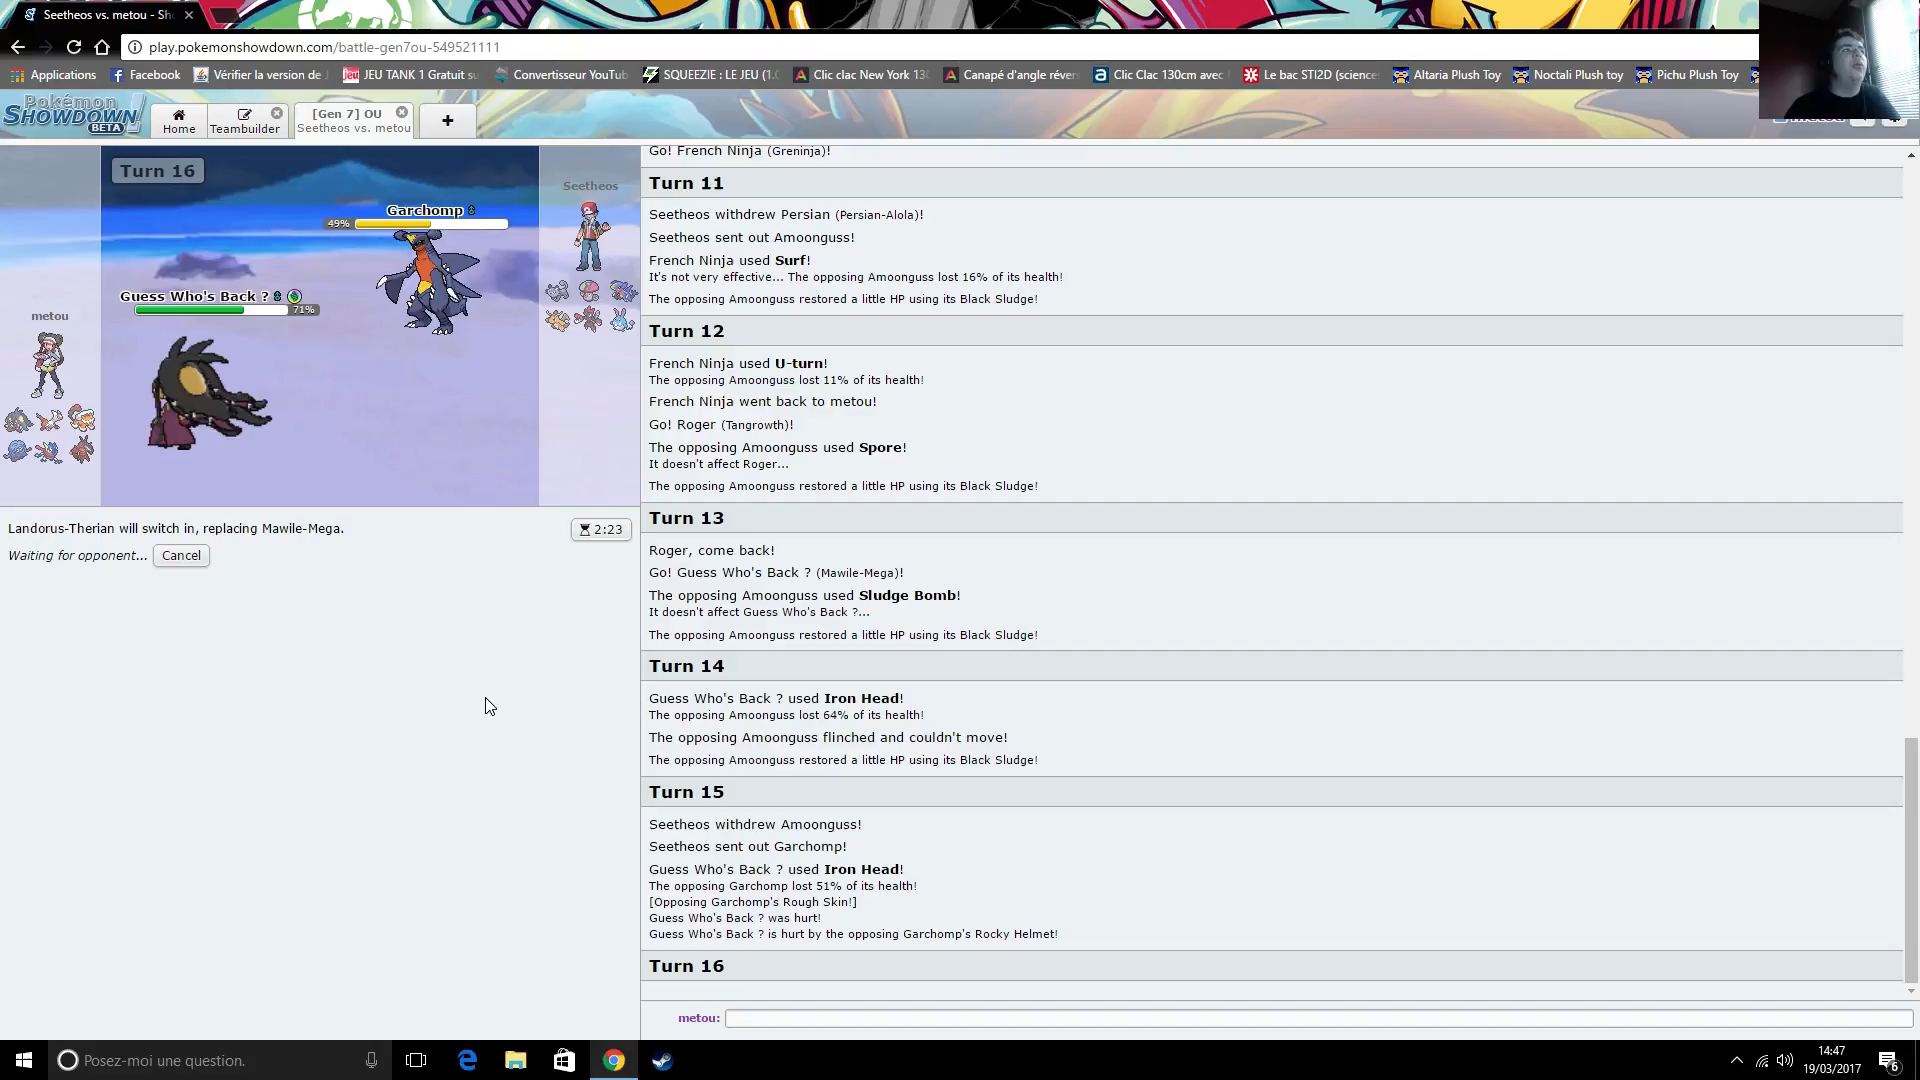 Seetheos vs. metou - Sho
play.pokemonshowdown.com/battle-gen7ou-549521111
Applications
Facebook
Vérifier la version de J
JEU TANK 1 Gratuit su
Convertisseur YouTub
SQUEEZIE : LE JEU (1.0
Clic clac New York 130
Canapé d'angle révers
Clic Clac 130cm avec
Le bac STI2D (science
Altaria Plush Toy
Noctali Plush toy
Pichu Plush Toy
Pokémon
SHOWDOWN!
BETA
Home
Teambuilder
[Gen 7] OU
Seetheos vs. metou
+
Turn 16
Garchomp
49%
Guess Who's Back ?
71%
Seetheos
metou
Landorus-Therian will switch in, replacing Mawile-Mega.
2:23
Waiting for opponent...
Cancel
Go! French Ninja (Greninja)!
Turn 11
Seetheos withdrew Persian (Persian-Alola)!
Seetheos sent out Amoonguss!
French Ninja used Surf!
It's not very effective... The opposing Amoonguss lost 16% of its health!
The opposing Amoonguss restored a little HP using its Black Sludge!
Turn 12
French Ninja used U-turn!
The opposing Amoonguss lost 11% of its health!
French Ninja went back to metou!
Go! Roger (Tangrowth)!
The opposing Amoonguss used Spore!
It doesn't affect Roger...
The opposing Amoonguss restored a little HP using its Black Sludge!
Turn 13
Roger, come back!
Go! Guess Who's Back ? (Mawile-Mega)!
The opposing Amoonguss used Sludge Bomb!
It doesn't affect Guess Who's Back ?...
The opposing Amoonguss restored a little HP using its Black Sludge!
Turn 14
Guess Who's Back ? used Iron Head!
The opposing Amoonguss lost 64% of its health!
The opposing Amoonguss flinched and couldn't move!
The opposing Amoonguss restored a little HP using its Black Sludge!
Turn 15
Seetheos withdrew Amoonguss!
Seetheos sent out Garchomp!
Guess Who's Back ? used Iron Head!
The opposing Garchomp lost 51% of its health!
[Opposing Garchomp's Rough Skin!]
Guess Who's Back ? was hurt!
Guess Who's Back ? is hurt by the opposing Garchomp's Rocky Helmet!
Turn 16
metou:
Posez-moi une question.
14:47
19/03/2017
6